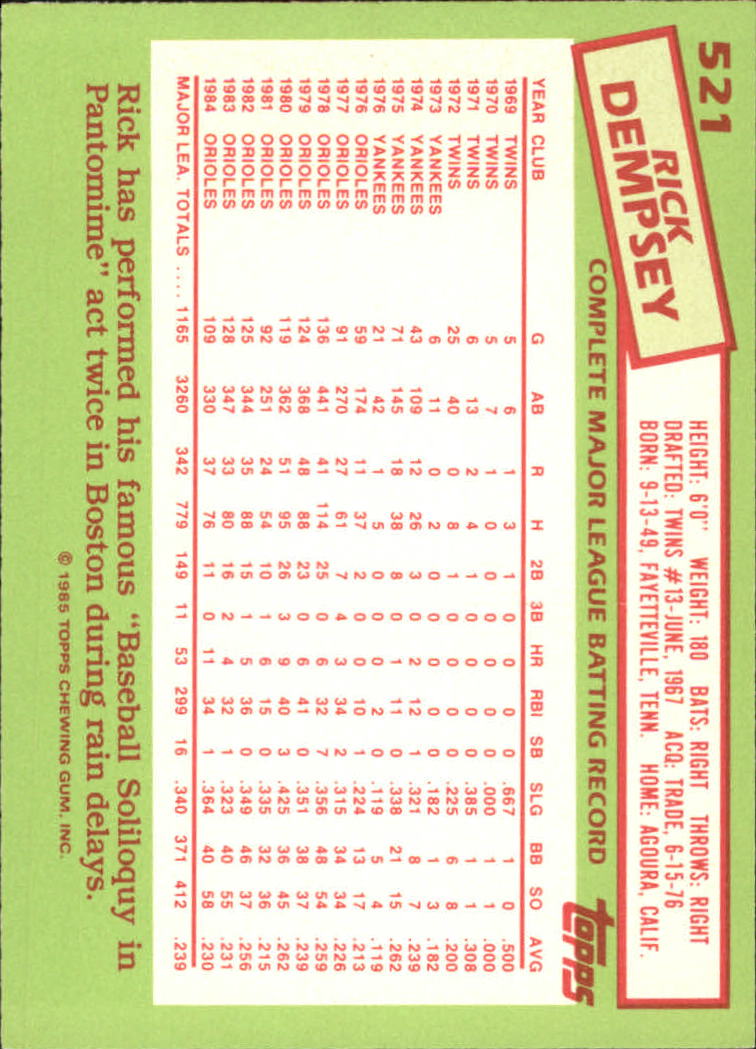 521
RICK
DEMPSEY
HEIGHT: 6'0" WEIGHT: 180 BATS: RIGHT THROWS: RIGHT
DRAFTED: TWINS #13-JUNE, 1967 ACQ: TRADE, 6-15-76
BORN: 9-13-49, FAYETTEVILLE, TENN. HOME: AGOURA, CALIF.
COMPLETE MAJOR LEAGUE BATTING RECORD
topps
YEAR CLUB G AB R H 2B 3B HR RBI SB SLG BB SO AVG
1969 TWINS 5 6 1 3 1 0 0 0 0 .667 1 0 .500
1970 TWINS 5 7 1 0 0 0 0 0 0 .000 1 1 .000
1971 TWINS 6 13 2 4 1 0 0 0 0 .385 1 1 .308
1972 TWINS 25 40 0 8 1 0 0 0 0 .225 6 8 .200
1973 YANKEES 6 11 0 2 0 0 0 0 0 .182 1 3 .182
1974 YANKEES 43 109 12 26 3 0 2 12 1 .321 8 7 .239
1975 YANKEES 71 145 18 38 8 0 1 11 0 .338 21 15 .262
1976 YANKEES 21 42 1 5 0 0 0 2 0 .119 5 4 .119
1976 ORIOLES 59 174 11 37 2 0 0 10 1 .224 13 17 .213
1977 ORIOLES 91 270 27 61 7 4 3 34 2 .315 34 34 .226
1978 ORIOLES 136 441 41 114 25 0 6 32 7 .356 48 54 .259
1979 ORIOLES 124 368 48 88 23 0 6 41 0 .351 38 37 .239
1980 ORIOLES 119 362 51 95 26 3 9 40 3 .425 36 45 .262
1981 ORIOLES 92 251 24 54 10 1 6 15 0 .335 32 36 .215
1982 ORIOLES 125 344 35 88 15 1 5 36 0 .349 46 37 .256
1983 ORIOLES 128 347 33 80 16 2 4 32 1 .323 40 55 .231
1984 ORIOLES 109 330 37 76 11 0 11 34 1 .364 40 58 .230
MAJOR LEA. TOTALS .... 1165 3260 342 779 149 11 53 299 16 .340 371 412 .239
Rick has performed his famous "Baseball Soliloquy in
Pantomime" act twice in Boston during rain delays.
© 1985 TOPPS CHEWING GUM, INC.